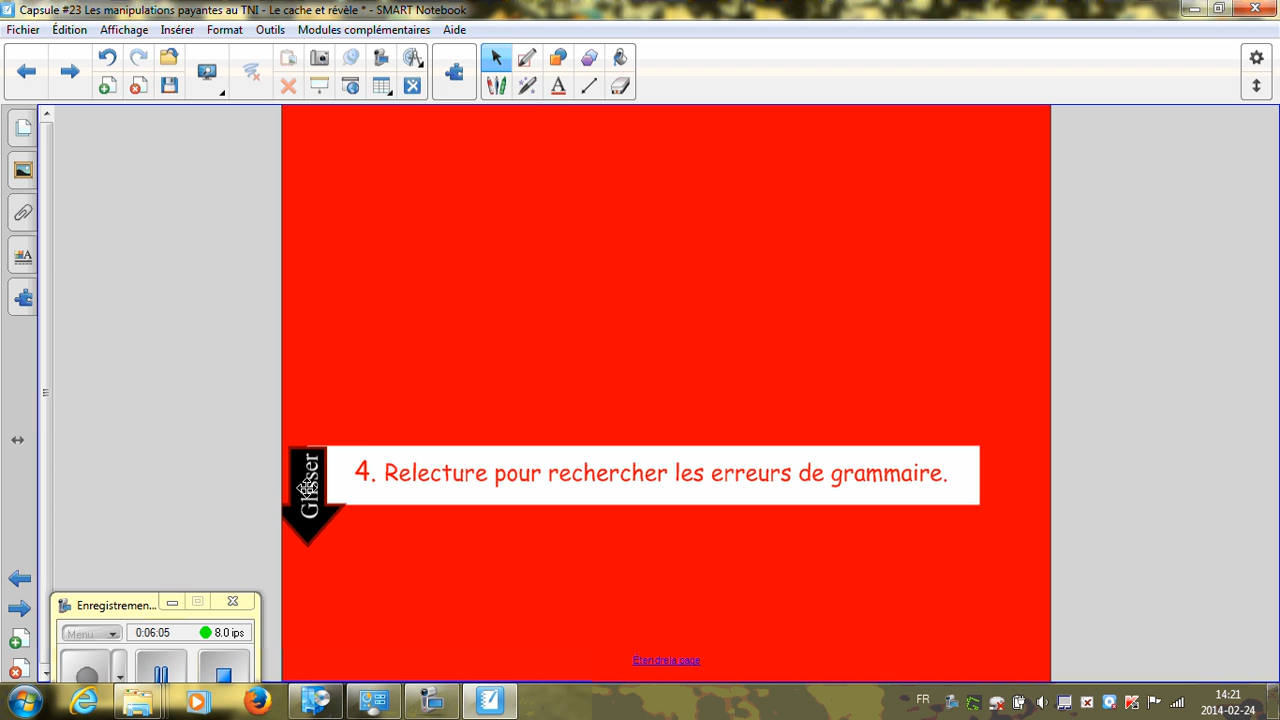 Capsule #23 Les manipulations payantes au TNI - Le cache et révèle * - SMART Notebook
Fichier Édition Affichage Insérer Format Outils Modules complémentaires Aide
Glisser
4. Relecture pour rechercher les erreurs de grammaire.
Enregistremen...
Menu 0:06:05 8.0 ips
Étendre la page
FR
14:21
2014-02-24